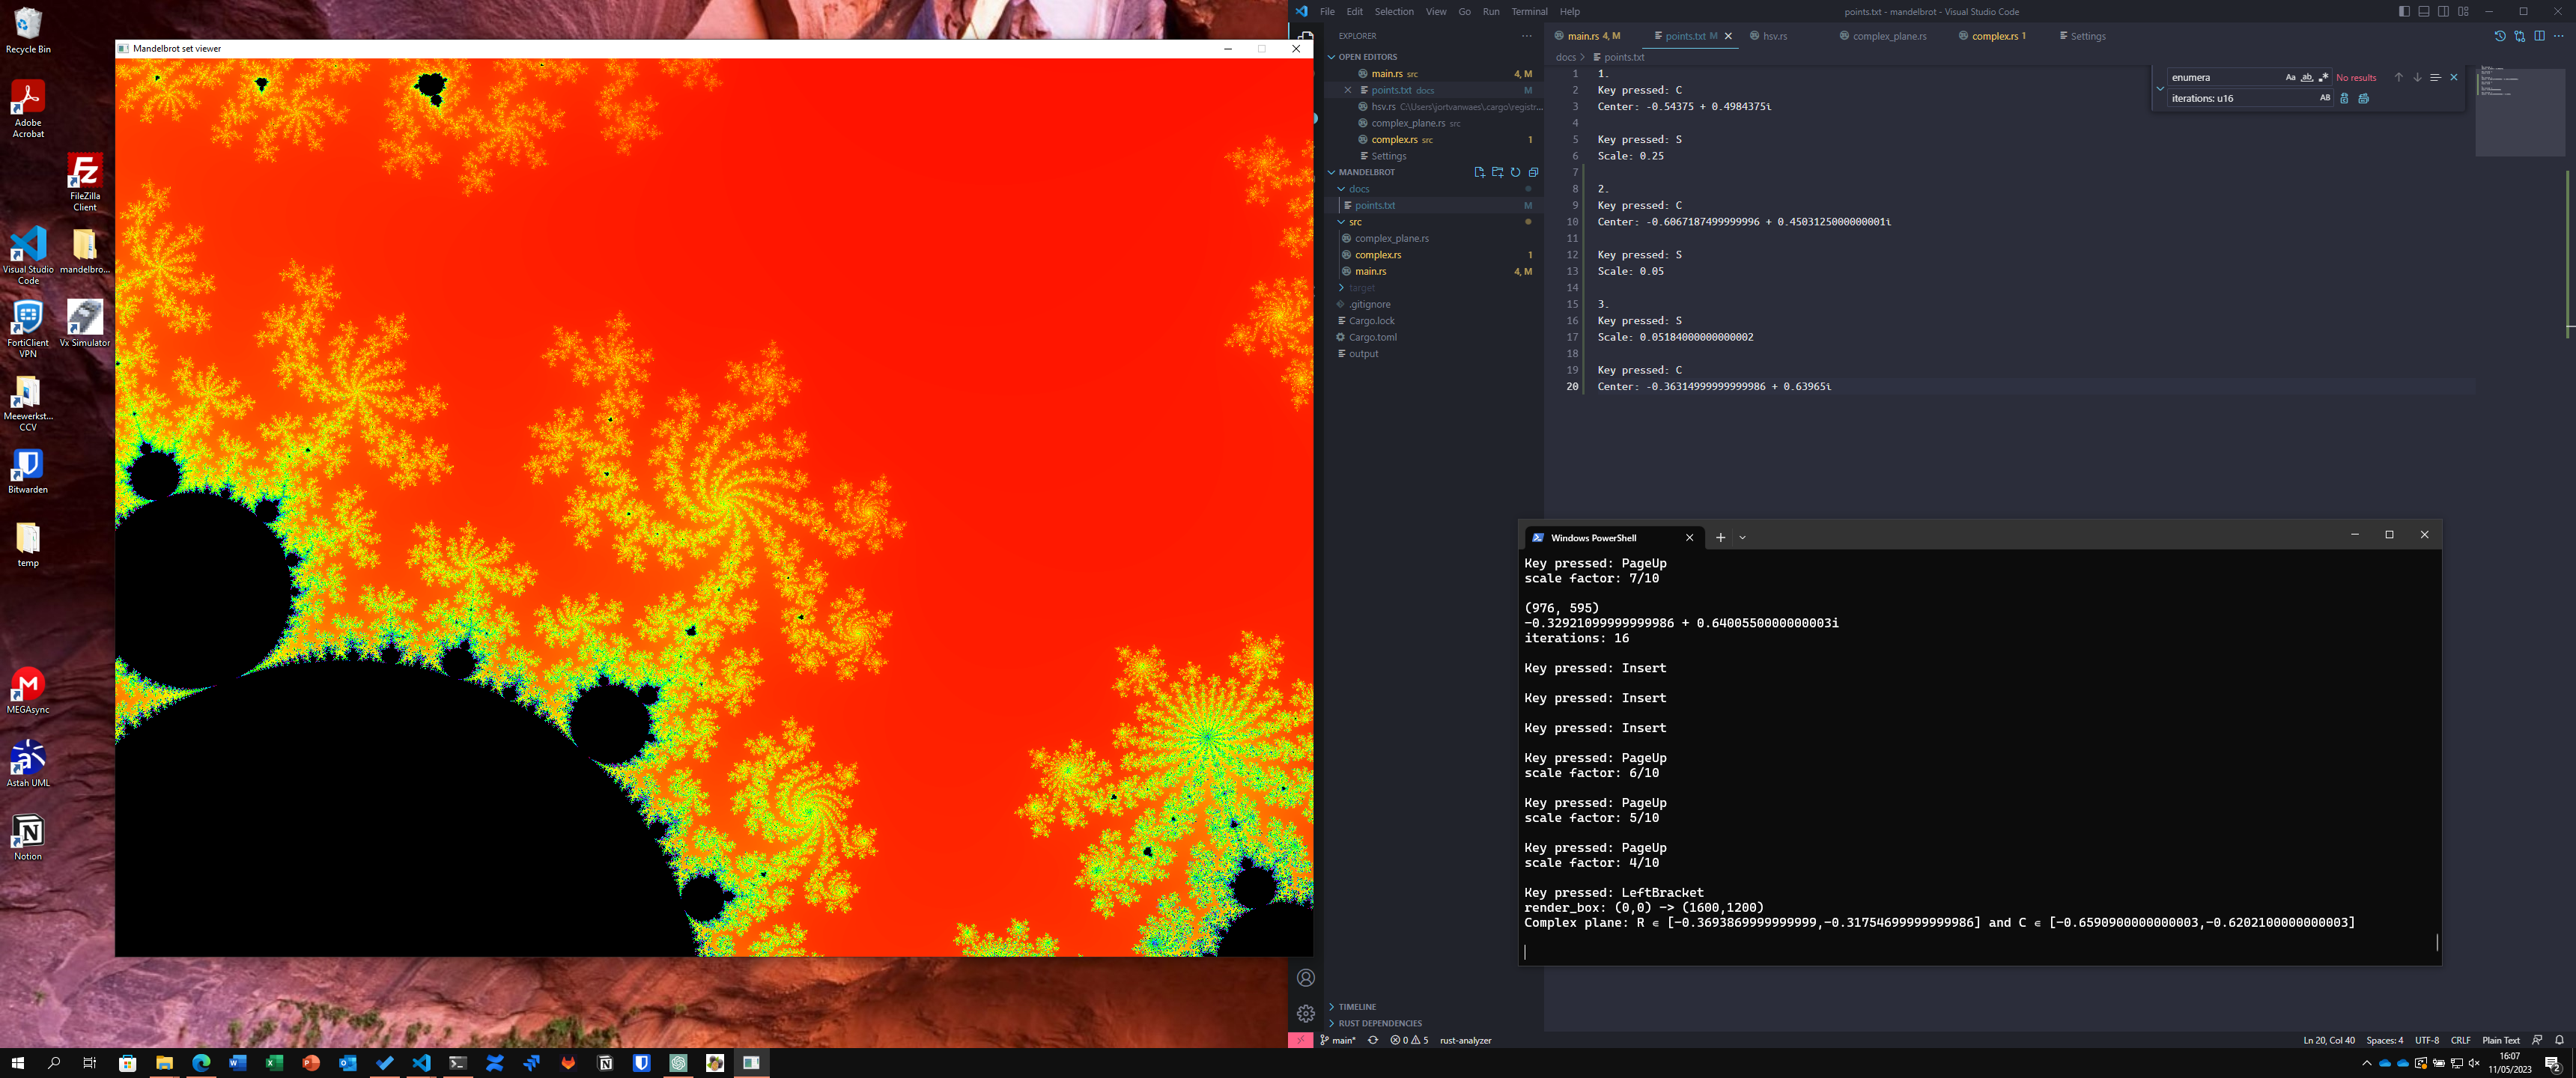 Recycle Bin
Adobe
Acrobat
FileZilla
Client
Visual Studio
Code
mandelbro...
FortiClient
VPN
Vx Simulator
Meewerkst...
CCV
Bitwarden
temp
MEGAsync
Astah UML
Notion
Mandelbrot set viewer
File Edit Selection View Go Run Terminal Help
points.txt - mandelbrot - Visual Studio Code
EXPLORER
OPEN EDITORS
main.rs src 4, M
points.txt docs M
hsv.rs C:\Users\jortvanwaes\.cargo\registr...
complex_plane.rs src
complex.rs src 1
Settings
MANDELBROT
docs
points.txt M
src
complex_plane.rs
complex.rs 1
main.rs 4, M
target
.gitignore
Cargo.lock
Cargo.toml
output
TIMELINE
RUST DEPENDENCIES
main.rs 4, M points.txt M hsv.rs complex_plane.rs complex.rs 1 Settings
docs > points.txt
enumera Aa ab No results
iterations: u16 AB
1 1.
2 Key pressed: C
3 Center: -0.54375 + 0.4984375i
4
5 Key pressed: S
6 Scale: 0.25
7
8 2.
9 Key pressed: C
10 Center: -0.6067187499999996 + 0.4503125000000001i
11
12 Key pressed: S
13 Scale: 0.05
14
15 3.
16 Key pressed: S
17 Scale: 0.05184000000000002
18
19 Key pressed: C
20 Center: -0.36314999999999986 + 0.63965i
Windows PowerShell
Key pressed: PageUp
scale factor: 7/10
(976, 595)
-0.32921099999999986 + 0.6400550000000003i
iterations: 16
Key pressed: Insert
Key pressed: Insert
Key pressed: Insert
Key pressed: PageUp
scale factor: 6/10
Key pressed: PageUp
scale factor: 5/10
Key pressed: PageUp
scale factor: 4/10
Key pressed: LeftBracket
render_box: (0,0) -> (1600,1200)
Complex plane: R ∈ [-0.3693869999999999,-0.31754699999999986] and C ∈ [-0.6590900000000003,-0.6202100000000003]
main* 0 5 rust-analyzer
Ln 20, Col 40 Spaces: 4 UTF-8 CRLF Plain Text
16:07
11/05/2023
2